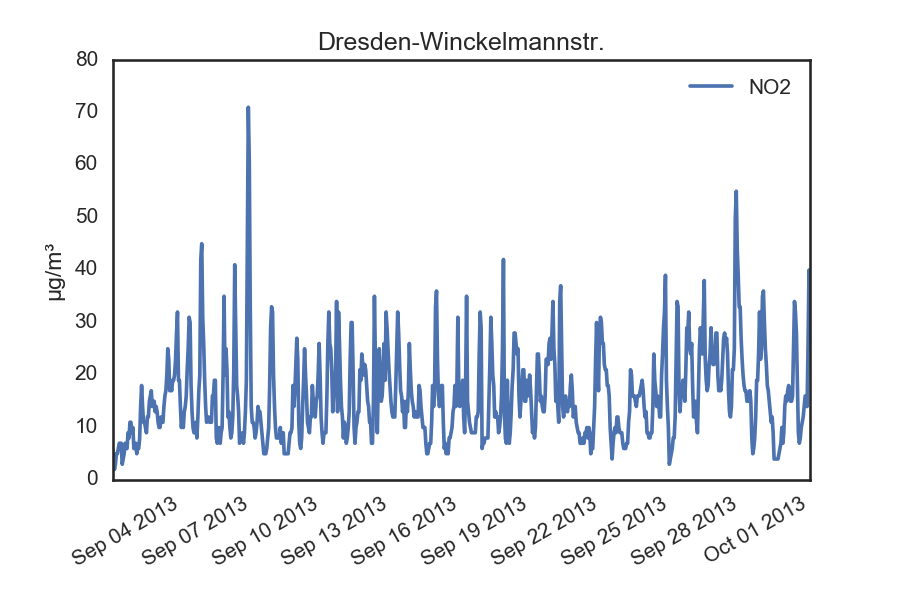 Dresden-Winckelmannstr.
80
70
60
50
40
30
20
10
0
µg/m³
NO2
Sep 04 2013
Sep 07 2013
Sep 10 2013
Sep 13 2013
Sep 16 2013
Sep 19 2013
Sep 22 2013
Sep 25 2013
Sep 28 2013
Oct 01 2013